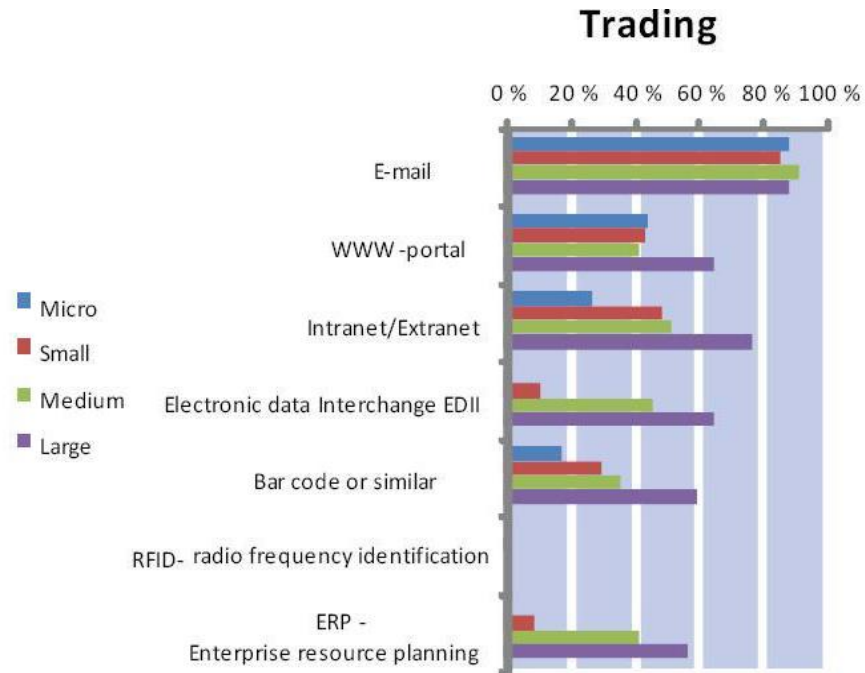 Trading
0 % 20 % 40 % 60 % 80 % 100 %
E-mail
WWW -portal
Intranet/Extranet
Electronic data Interchange EDII
Bar code or similar
RFID- radio frequency identification
ERP -
Enterprise resource planning
Micro
Small
Medium
Large